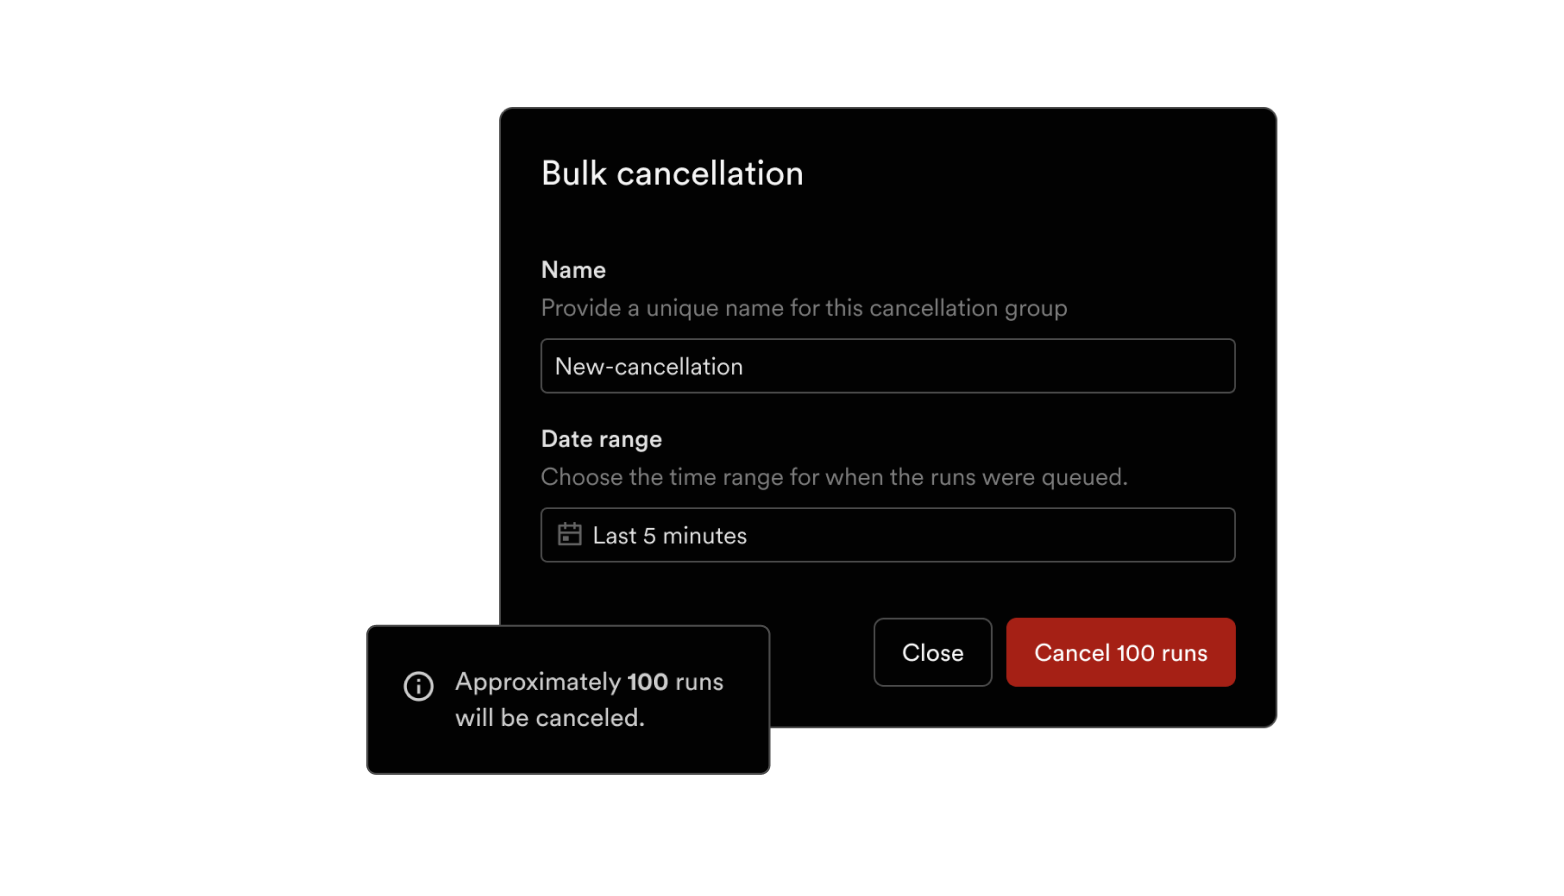 Bulk cancellation
Name
Provide a unique name for this cancellation group
New-cancellation
Date range
Choose the time range for when the runs were queued.
Last 5 minutes
Close
Cancel 100 runs
Approximately 100 runs
will be canceled.